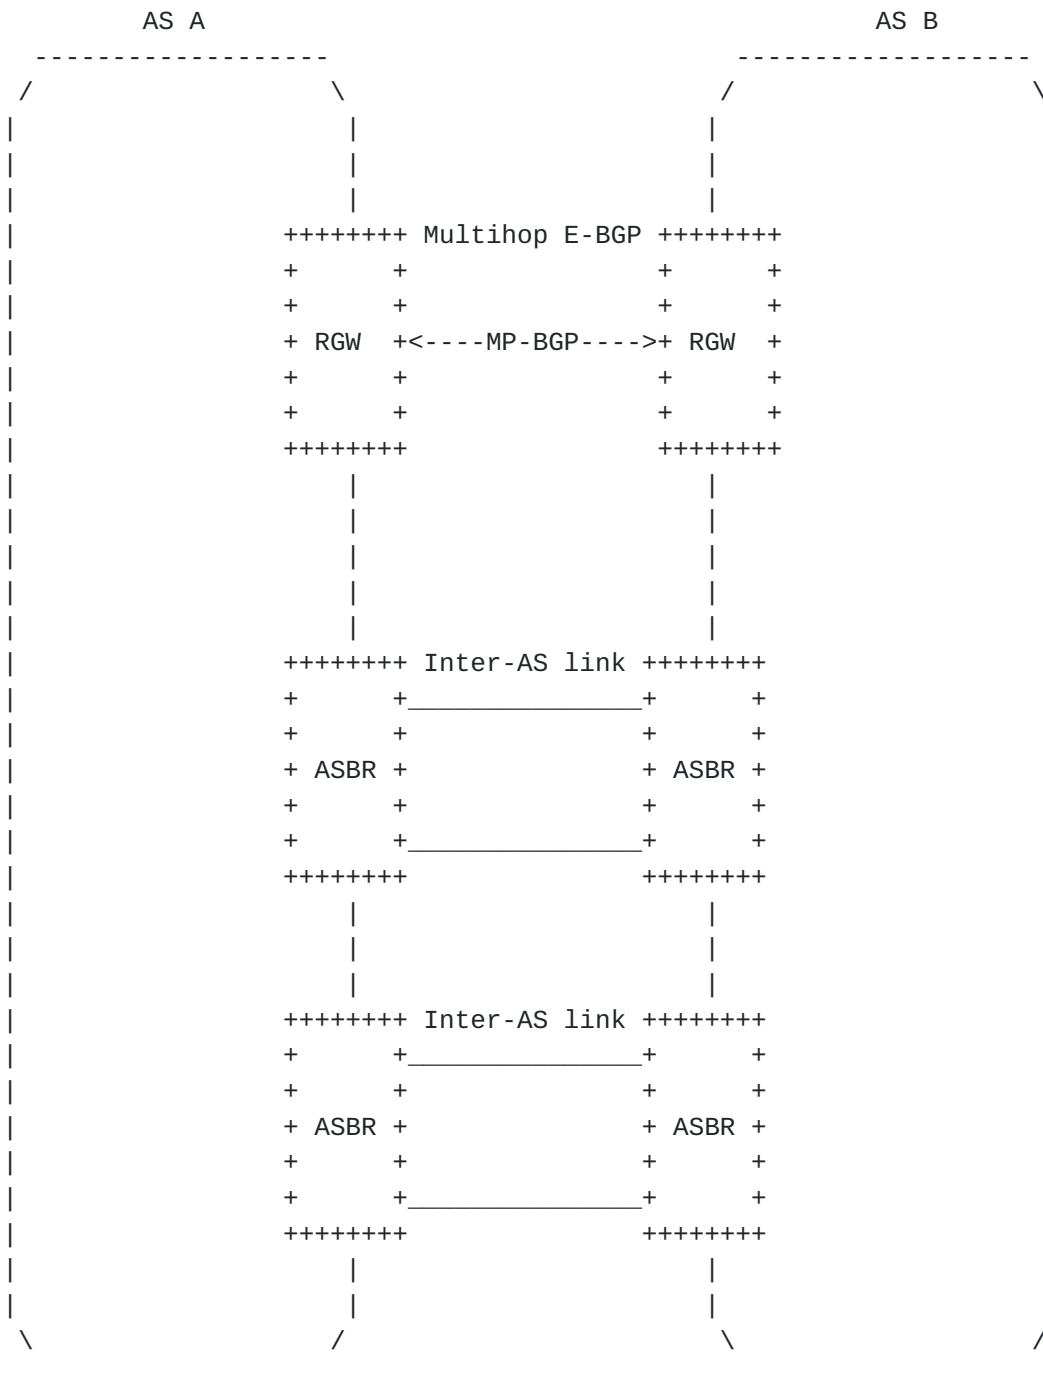 AS A AS B
Multihop E-BGP
RGW <----MP-BGP----> RGW
Inter-AS link
ASBR ASBR
Inter-AS link
ASBR ASBR